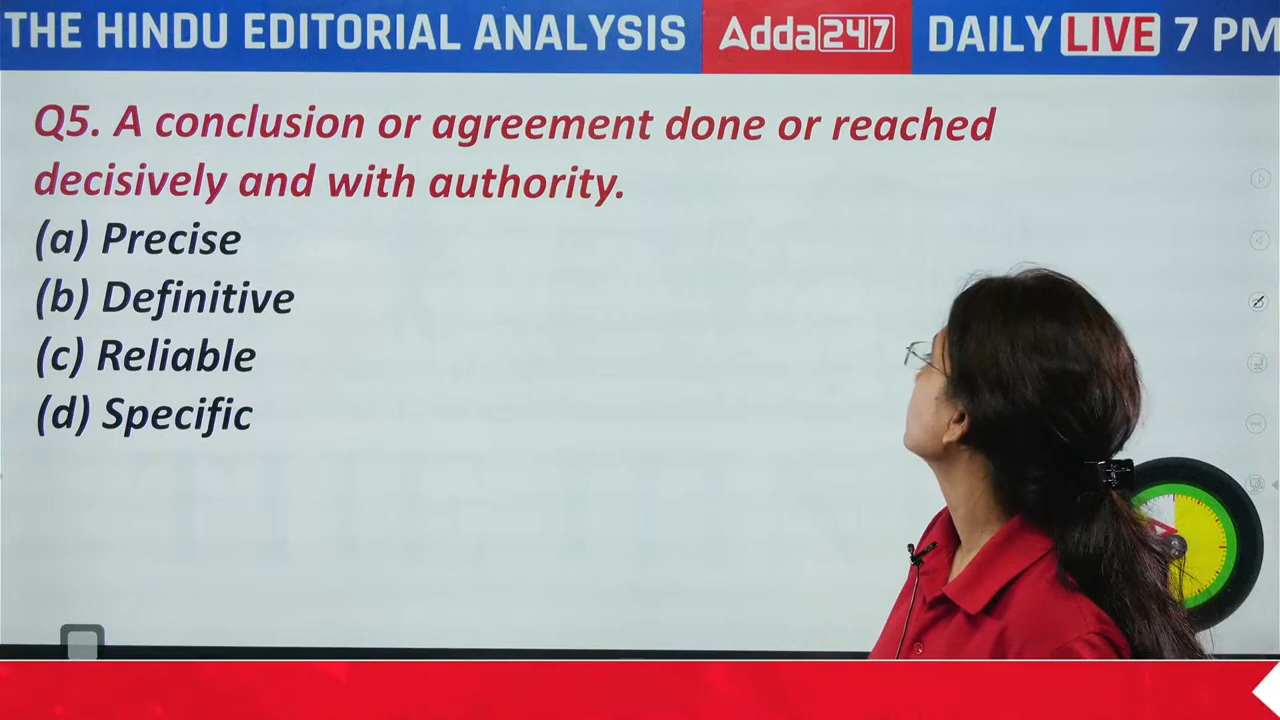 THE HINDU EDITORIAL ANALYSIS Adda247 DAILY LIVE 7 PM
Q5. A conclusion or agreement done or reached
decisively and with authority.
(a) Precise
(b) Definitive
(c) Reliable
(d) Specific